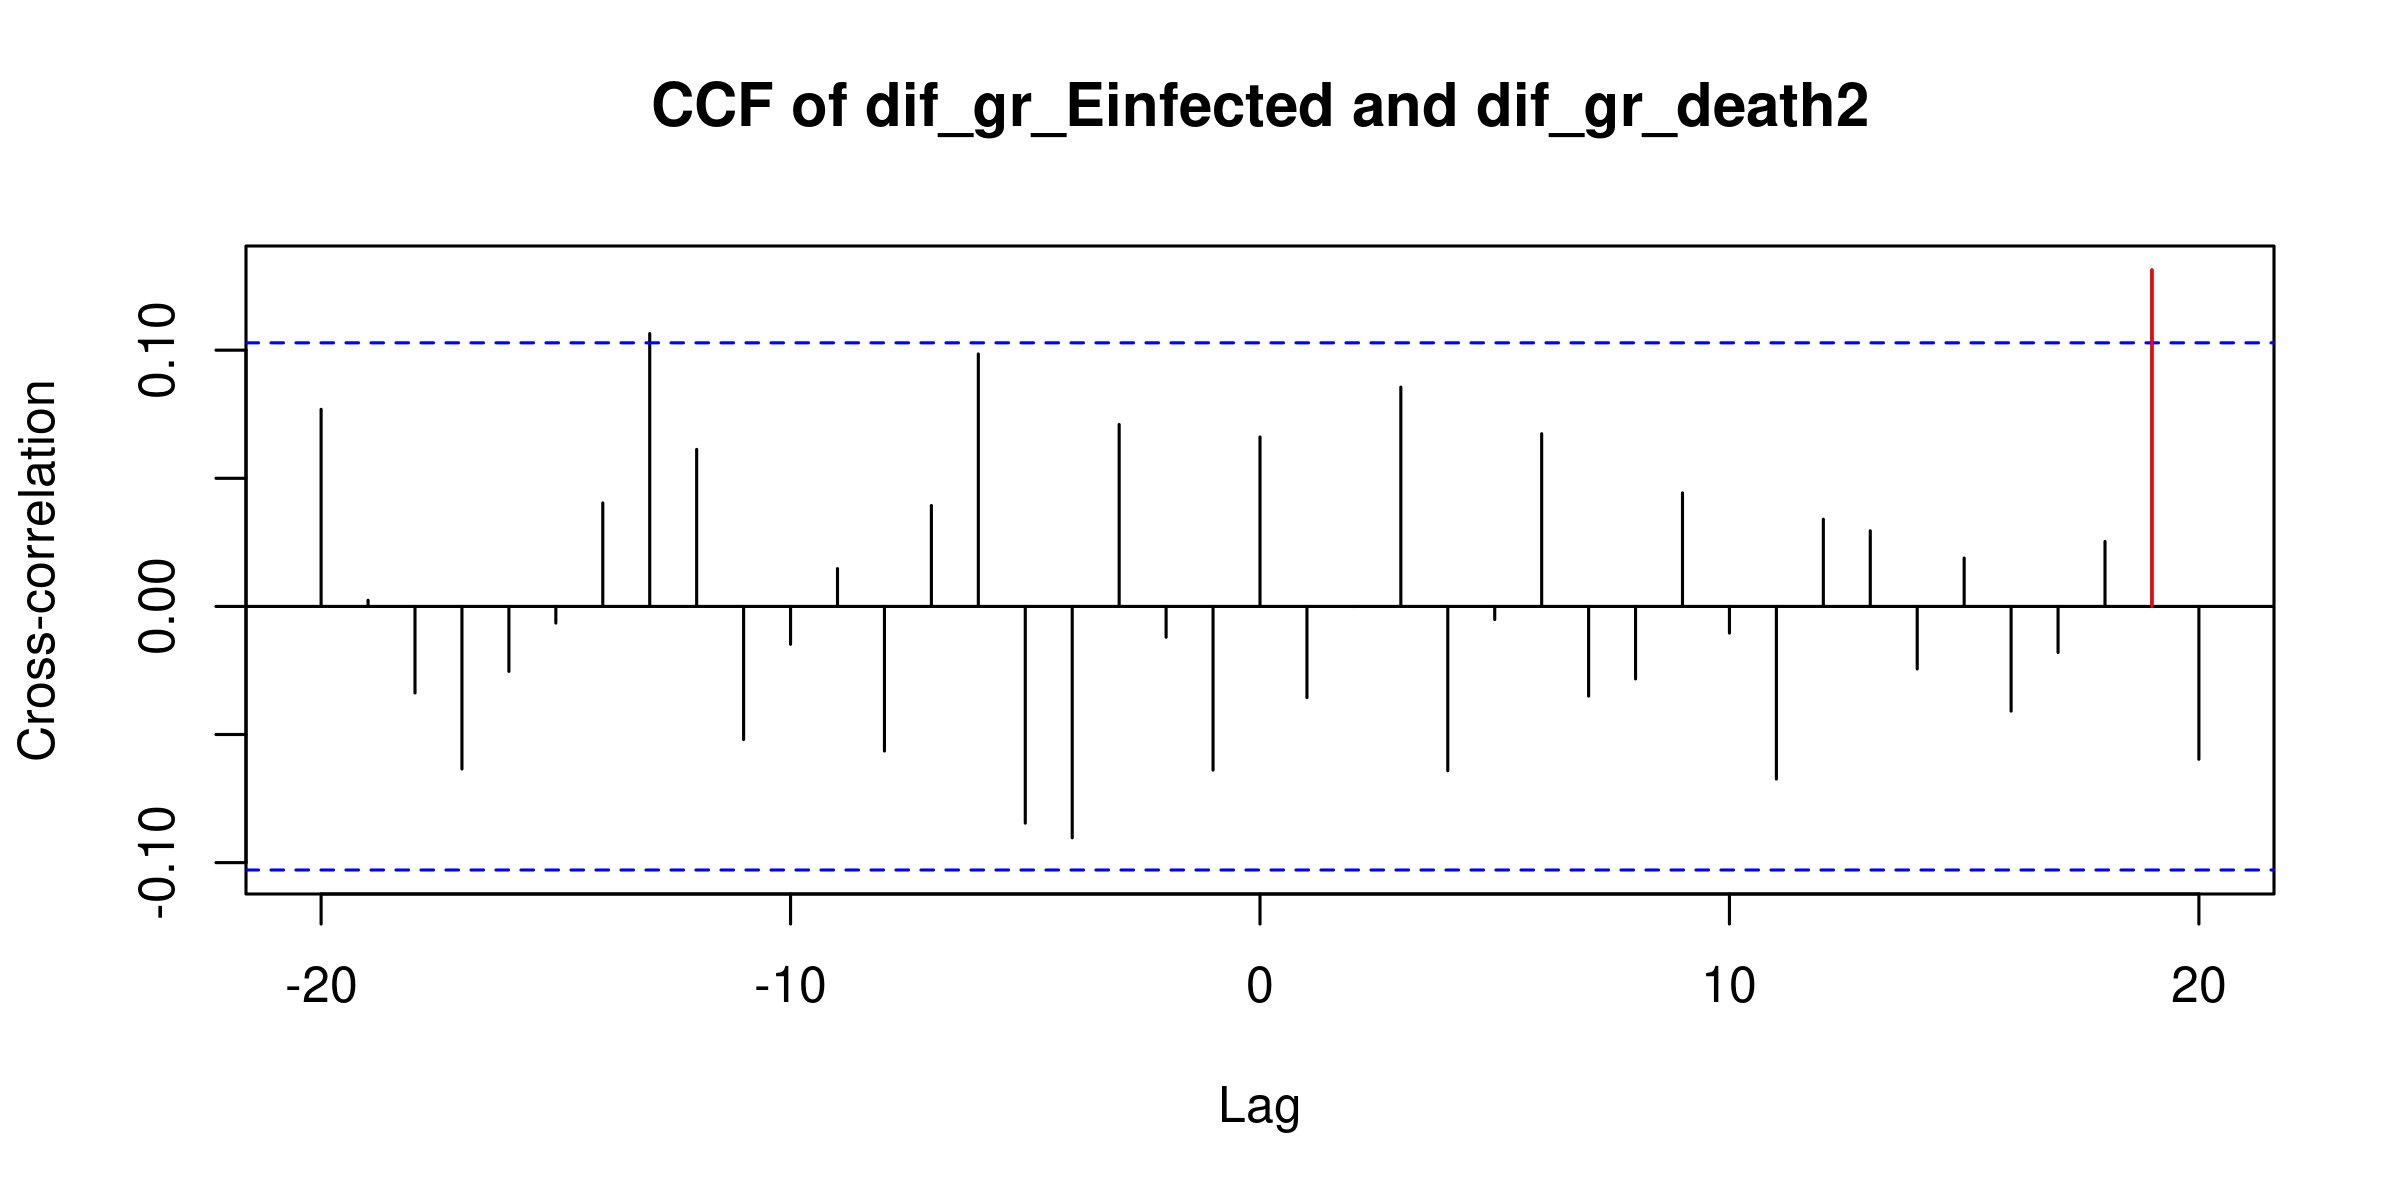 CCF of dif_gr_Einfected and dif_gr_death2
Cross-correlation
0.10
0.00
-0.10
-20 -10 0 10 20
Lag